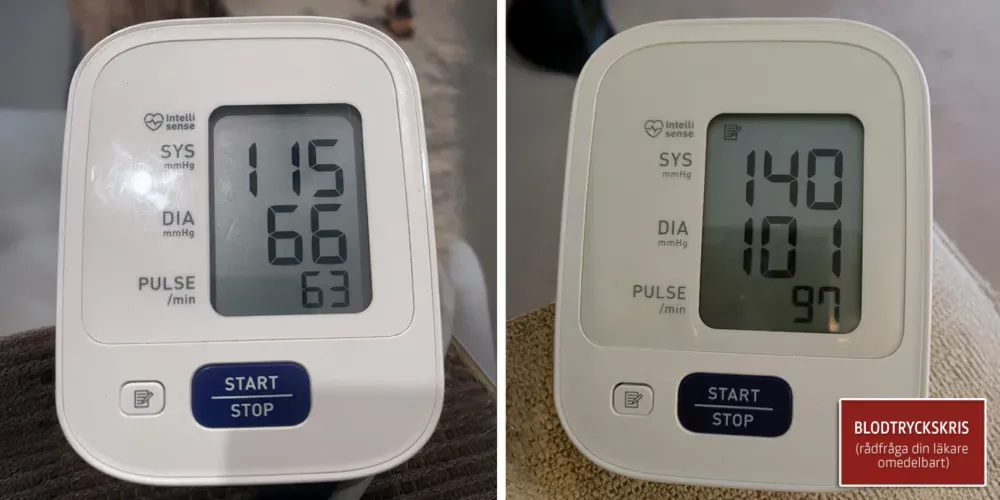 Intelli
sense
SYS
mmHg
115
DIA
mmHg
66
PULSE
/min
63
START
STOP
Intelli
sense
SYS
mmHg
140
DIA
mmHg
101
PULSE
/min
97
START
STOP
BLODTRYCKSKRIS
(rådfråga din läkare
omedelbart)